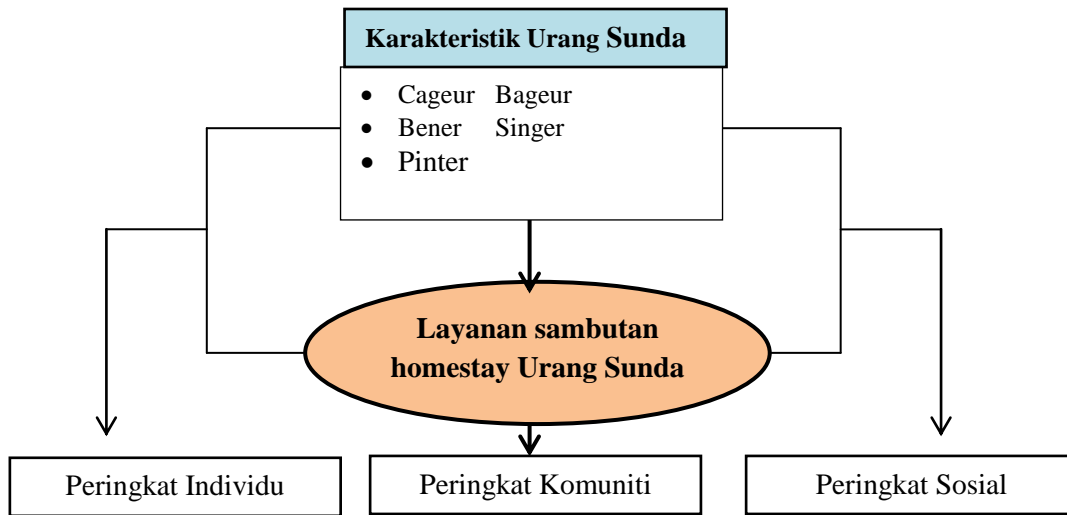 Karakteristik Urang Sunda
• Cageur Bageur
• Bener Singer
• Pinter
Layanan sambutan
homestay Urang Sunda
Peringkat Individu
Peringkat Komuniti
Peringkat Sosial